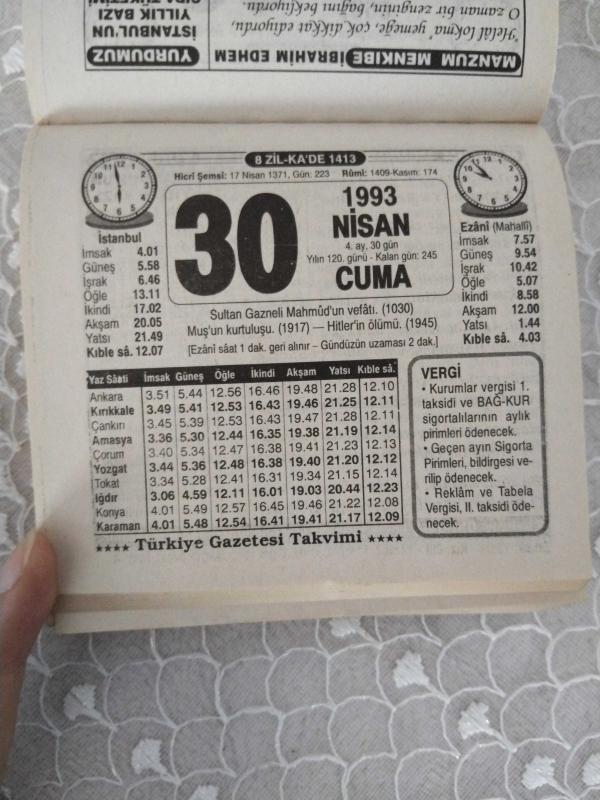 "Helâl lokma" yemeğe, çok dikkat ediyordu,
O zaman bir zenginin bağını bekliyordu.
MANZUM MENKIBE İBRAHİM EDHEM
YURDUMUZ
İSTANBUL'UN
YILLIK BAZI
8 ZİL-KA'DE 1413
Hicrî Şemsi: 17 Nisan 1371, Gün: 223 Rûmî: 1409-Kasım: 174
30
1993
NİSAN
4. ay, 30 gün
Yılın 120. günü - Kalan gün: 245
CUMA
İstanbul
İmsak 4.01
Güneş 5.58
İşrak 6.46
Öğle 13.11
İkindi 17.02
Akşam 20.05
Yatsı 21.49
Kıble sâ. 12.07
Ezânî (Mahallî)
İmsak 7.57
Güneş 9.54
İşrak 10.42
Öğle 5.07
İkindi 8.58
Akşam 12.00
Yatsı 1.44
Kıble sâ. 4.03
Sultan Gazneli Mahmûd'un vefâtı. (1030)
Muş'un kurtuluşu. (1917) — Hitler'in ölümü. (1945)
[Ezânî sâat 1 dak. geri alınır – Gündüzün uzaması 2 dak.]
Yaz Sâati İmsak Güneş Öğle İkindi Akşam Yatsı Kıble sâ.
Ankara 3.51 5.44 12.56 16.46 19.48 21.28 12.10
Kırıkkale 3.49 5.41 12.53 16.43 19.46 21.25 12.11
Çankırı 3.45 5.39 12.53 16.43 19.47 21.28 12.11
Amasya 3.36 5.30 12.44 16.35 19.38 21.19 12.14
Çorum 3.40 5.34 12.47 16.38 19.41 21.23 12.13
Yozgat 3.44 5.36 12.48 16.38 19.40 21.20 12.12
Tokat 3.34 5.28 12.41 16.31 19.34 21.15 12.14
Iğdır 3.06 4.59 12.11 16.01 19.03 20.44 12.23
Konya 4.01 5.49 12.57 16.45 19.46 21.22 12.08
Karaman 4.01 5.48 12.54 16.41 19.41 21.17 12.09
VERGİ
• Kurumlar vergisi 1.
taksidi ve BAĞ-KUR
sigortalılarının aylık
pirimleri ödenecek.
• Geçen ayın Sigorta
Pirimleri, bildirgesi ve-
rilip ödenecek.
• Reklâm ve Tabela
Vergisi, II. taksidi öde-
necek.
★★★★ Türkiye Gazetesi Takvimi ★★★★